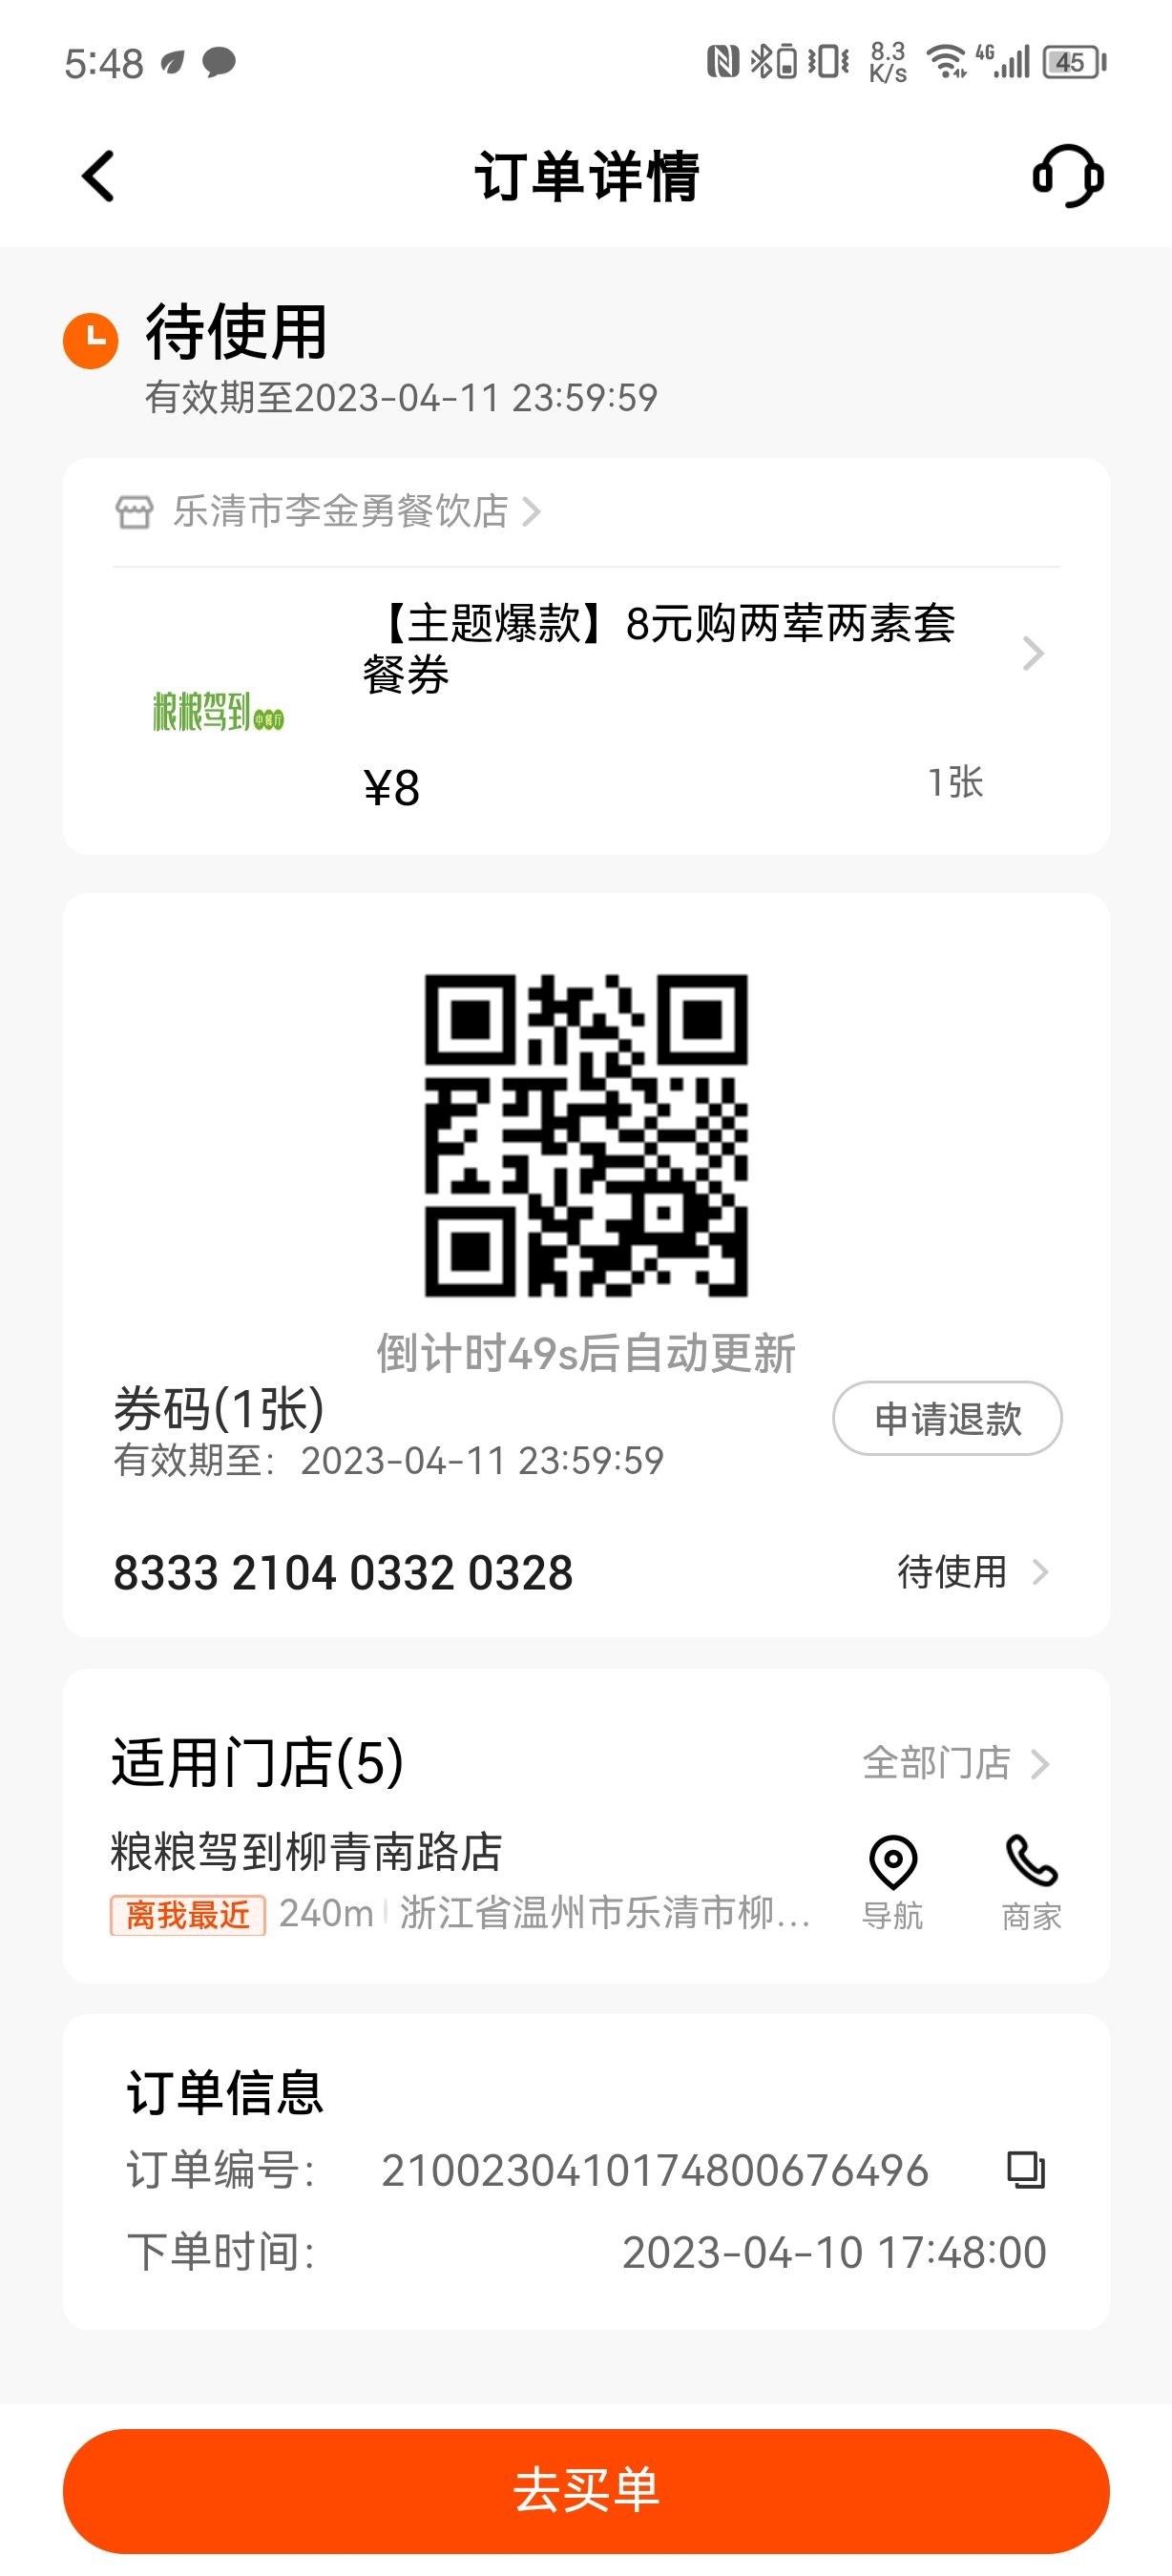 5:48
8.3
K/s
4G
45
订单详情
待使用
有效期至2023-04-11 23:59:59
乐清市李金勇餐饮店
【主题爆款】8元购两荤两素套
餐券
粮粮驾到中餐厅
¥8
1张
倒计时49s后自动更新
券码(1张)
申请退款
有效期至：2023-04-11 23:59:59
8333 2104 0332 0328
待使用
适用门店(5)
全部门店
粮粮驾到柳青南路店
离我最近 240m 浙江省温州市乐清市柳...
导航
商家
订单信息
订单编号： 21002304101748006764​96
下单时间： 2023-04-10 17:48:00
去买单